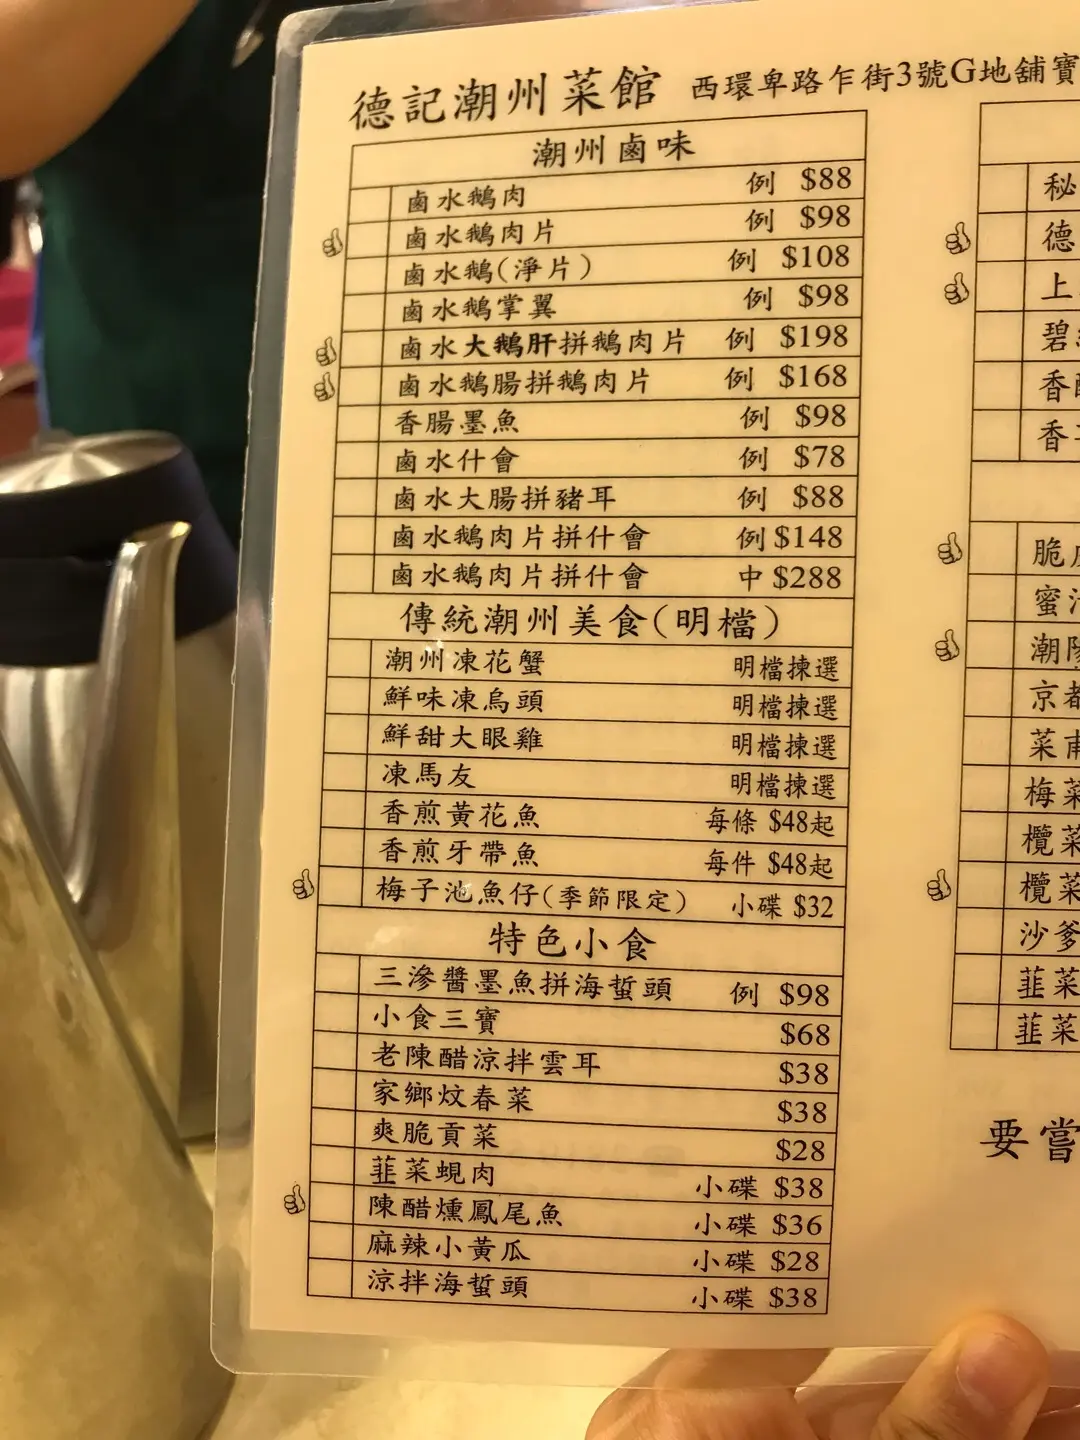 德記潮州菜館 西環卑路乍街3號G地舖寶
潮州鹵味
鹵水鵝肉 例 $88
鹵水鵝肉片 例 $98
鹵水鵝(淨片) 例 $108
鹵水鵝掌翼 例 $98
鹵水大鵝肝拼鵝肉片 例 $198
鹵水鵝腸拼鵝肉片 例 $168
香腸墨魚 例 $98
鹵水什會 例 $78
鹵水大腸拼豬耳 例 $88
鹵水鵝肉片拼什會 例 $148
鹵水鵝肉片拼什會 中 $288
傳統潮州美食(明檔)
潮州凍花蟹 明檔揀選
鮮味凍烏頭 明檔揀選
鮮甜大眼雞 明檔揀選
凍馬友 明檔揀選
香煎黃花魚 每條 $48起
香煎牙帶魚 每件 $48起
梅子池魚仔(季節限定) 小碟 $32
特色小食
三滲醬墨魚拼海蜇頭 例 $98
小食三寶 $68
老陳醋涼拌雲耳 $38
家鄉炆春菜 $38
爽脆貢菜 $28
韮菜蜆肉 小碟 $38
陳醋燻鳳尾魚 小碟 $36
麻辣小黃瓜 小碟 $28
涼拌海蜇頭 小碟 $38
秘
德
上
碧
香
香
脆
蜜
潮
京都
菜
梅菜
欖菜
欖菜
沙爹
韮菜
韮菜
要嘗